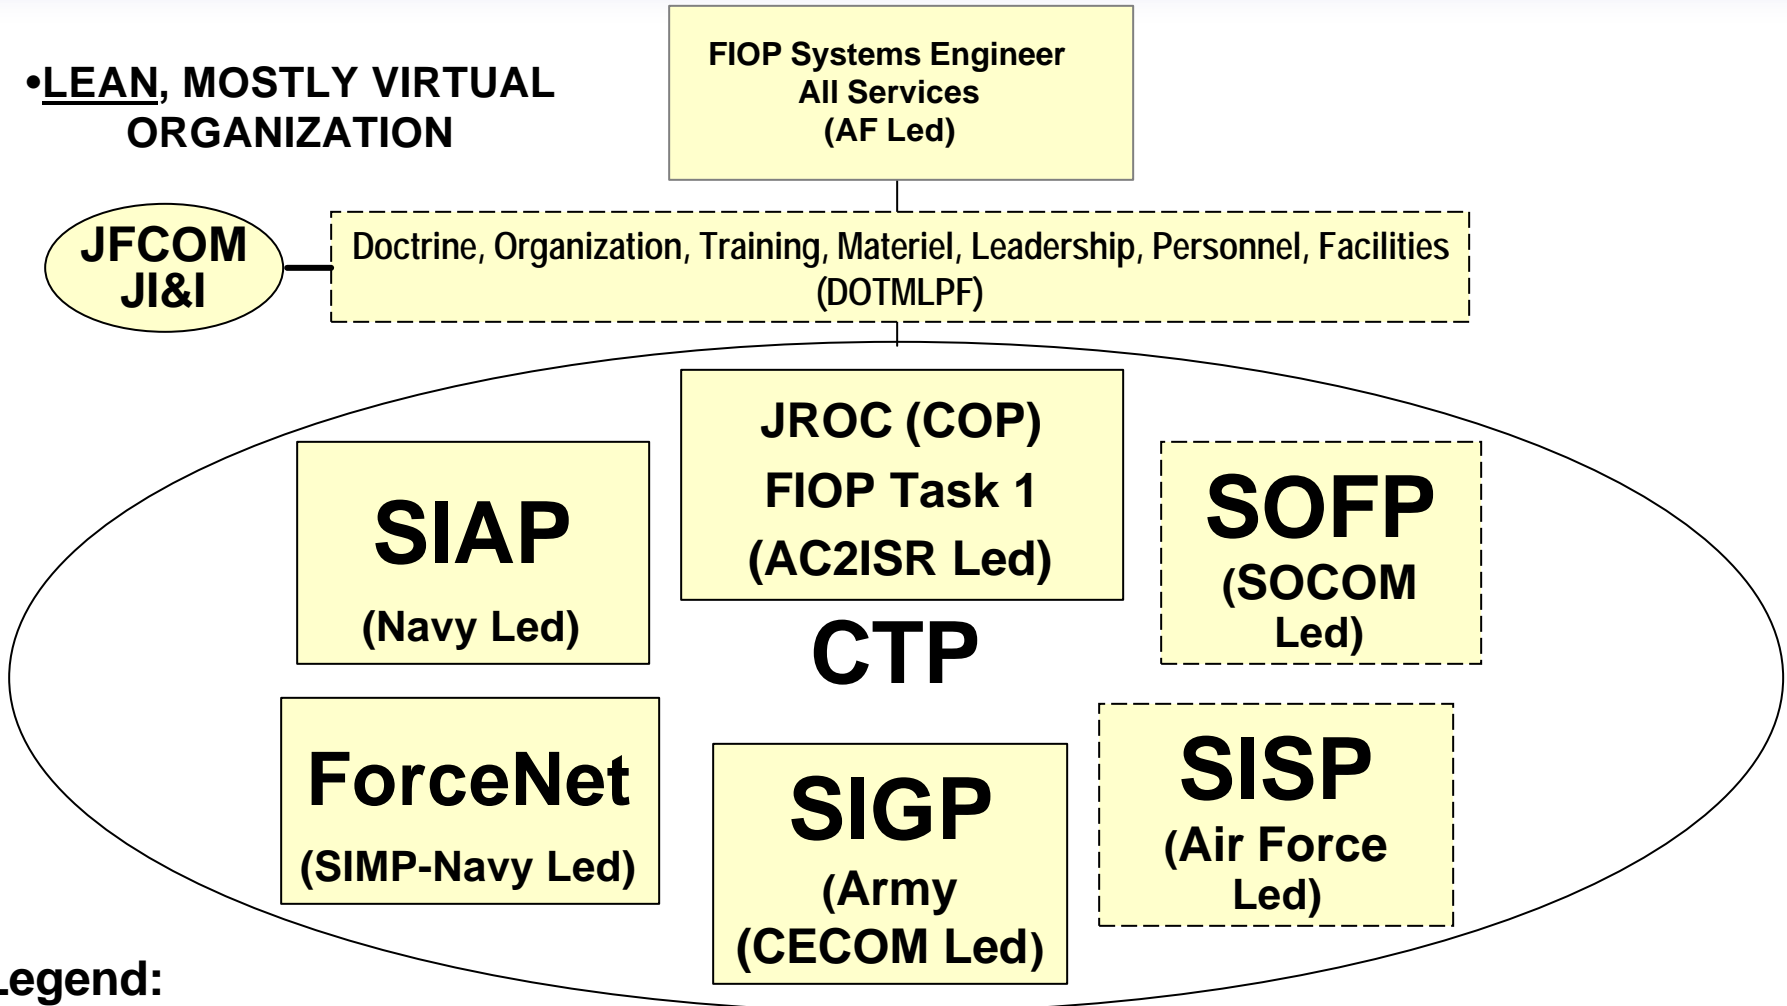 •LEAN, MOSTLY VIRTUAL
ORGANIZATION
FIOP Systems Engineer
All Services
(AF Led)
JFCOM
JI&I
Doctrine, Organization, Training, Materiel, Leadership, Personnel, Facilities
(DOTMLPF)
JROC (COP)
FIOP Task 1
(AC2ISR Led)
SIAP
(Navy Led)
SOFP
(SOCOM
Led)
CTP
ForceNet
(SIMP-Navy Led)
SIGP
(Army
(CECOM Led)
SISP
(Air Force
Led)
Legend: